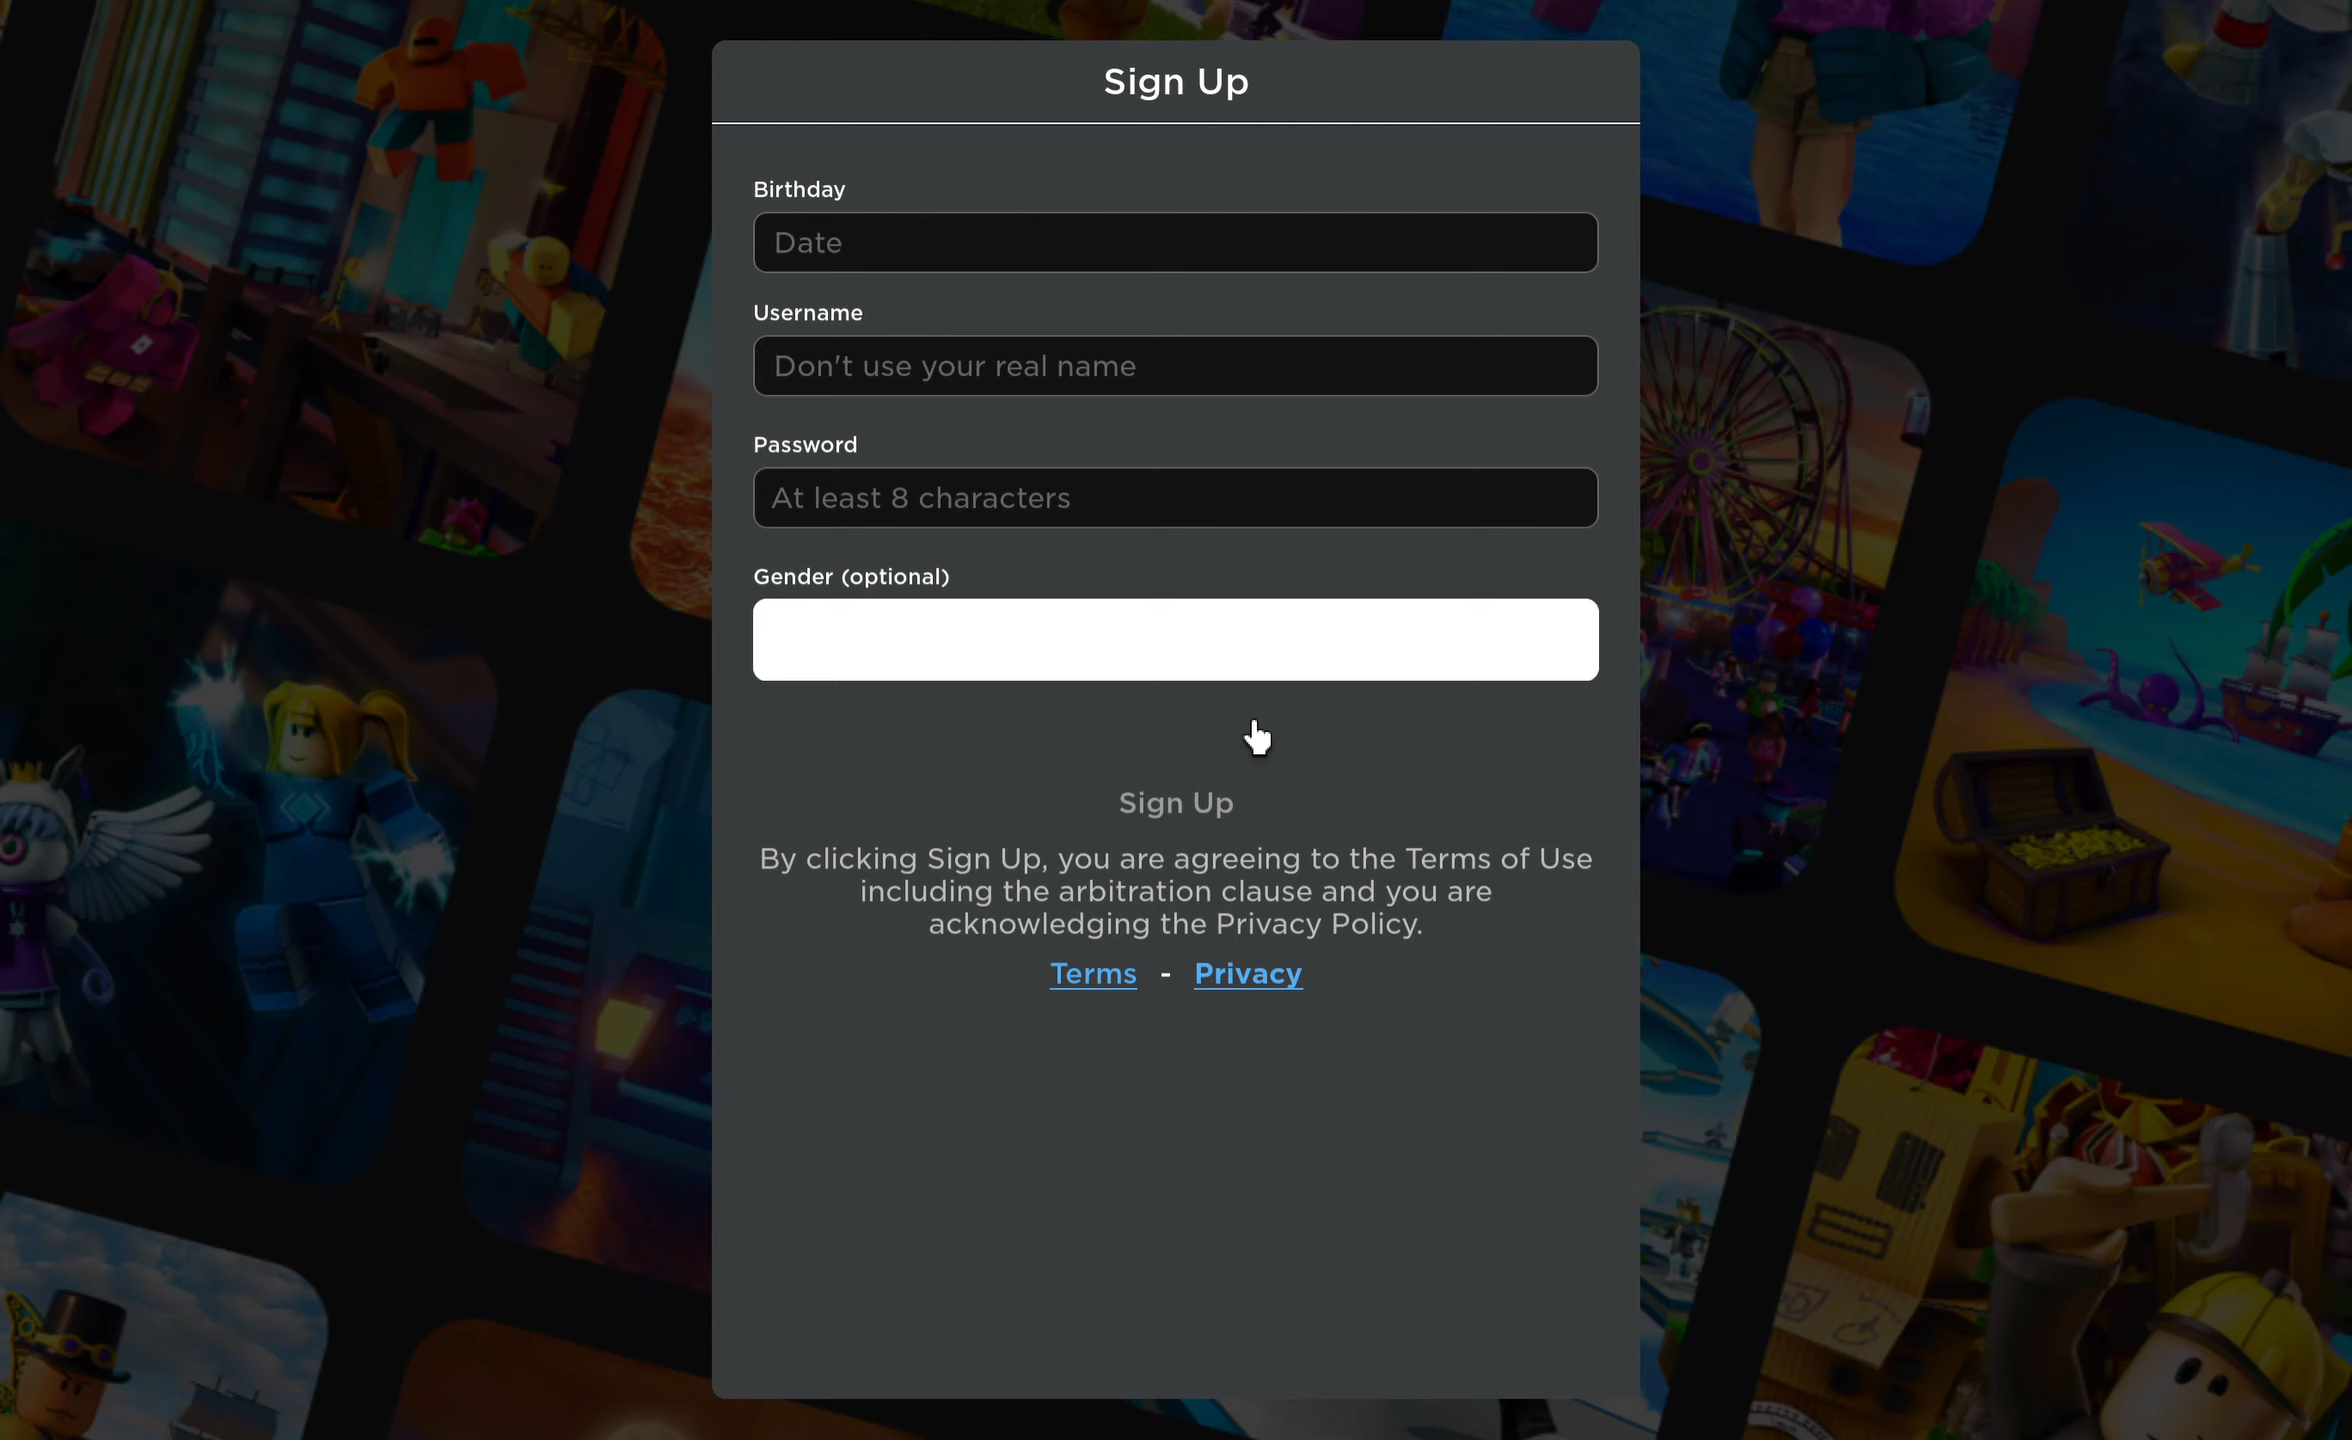 Sign Up
Birthday
Date
Username
Don't use your real name
Password
At least 8 characters
Gender (optional)
Sign Up
By clicking Sign Up, you are agreeing to the Terms of Use
including the arbitration clause and you are
acknowledging the Privacy Policy.
Terms - Privacy